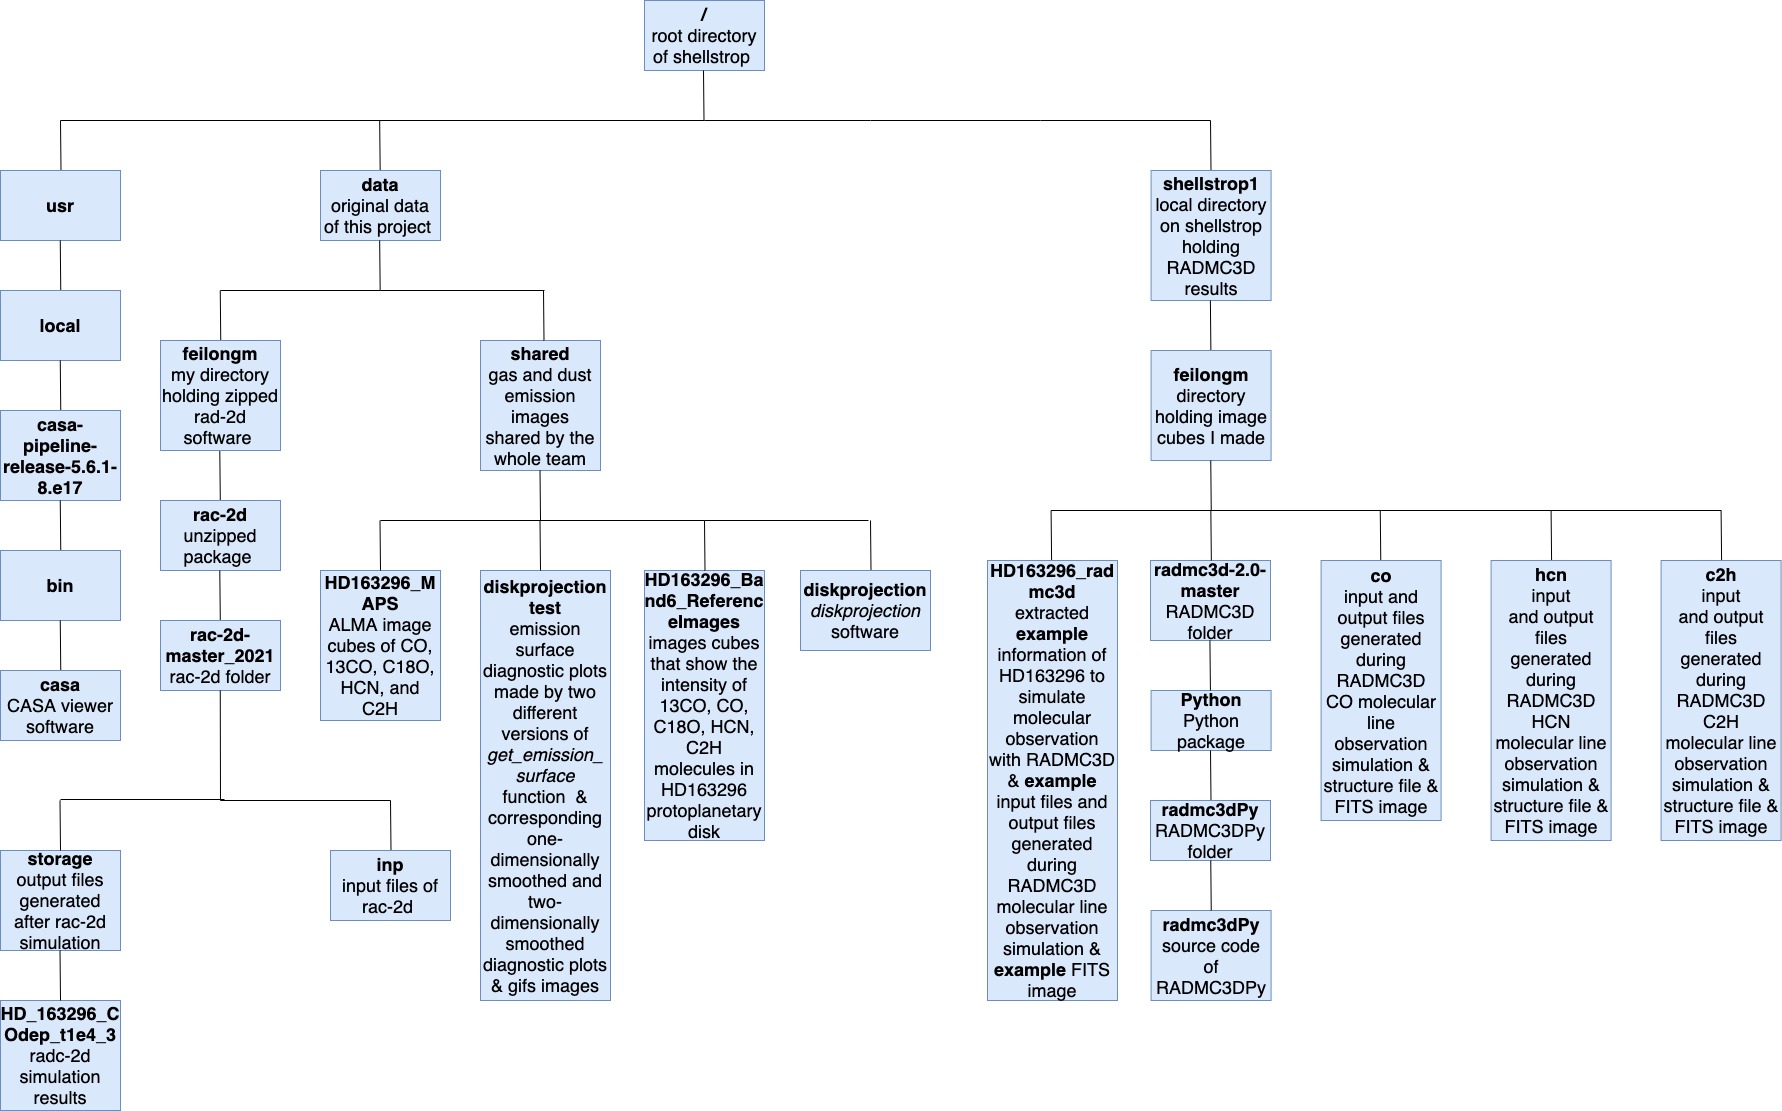 /
root directory
of shellstrop
usr
local
casa-
pipeline-
release-5.6.1-
8.e17
bin
casa
CASA viewer
software
data
original data
of this project
feilongm
my directory
holding zipped
rad-2d
software
rac-2d
unzipped
package
rac-2d-
master_2021
rac-2d folder
storage
output files
generated
after rac-2d
simulation
HD_163296_C
Odep_t1e4_3
radc-2d
simulation
results
inp
input files of
rac-2d
shared
gas and dust
emission
images
shared by the
whole team
HD163296_M
APS
ALMA image
cubes of CO,
13CO, C18O,
HCN, and
C2H
diskprojection
test
emission
surface
diagnostic plots
made by two
different
versions of
get_emission_
surface
function &
corresponding
one-
dimensionally
smoothed and
two-
dimensionally
smoothed
diagnostic plots
& gifs images
HD163296_Ba
nd6_Referenc
eImages
images cubes
that show the
intensity of
13CO, CO,
C18O, HCN,
C2H
molecules in
HD163296
protoplanetary
disk
diskprojection
diskprojection
software
shellstrop1
local directory
on shellstrop
holding
RADMC3D
results
feilongm
directory
holding image
cubes I made
HD163296_rad
mc3d
extracted
example
information of
HD163296 to
simulate
molecular
observation
with RADMC3D
& example
input files and
output files
generated
during
RADMC3D
molecular line
observation
simulation &
example FITS
image
radmc3d-2.0-
master
RADMC3D
folder
Python
Python
package
radmc3dPy
RADMC3DPy
folder
radmc3dPy
source code
of
RADMC3DPy
co
input and
output files
generated
during
RADMC3D
CO molecular
line
observation
simulation &
structure file &
FITS image
hcn
input
and output
files
generated
during
RADMC3D
HCN
molecular line
observation
simulation &
structure file &
FITS image
c2h
input
and output
files
generated
during
RADMC3D
C2H
molecular line
observation
simulation &
structure file &
FITS image